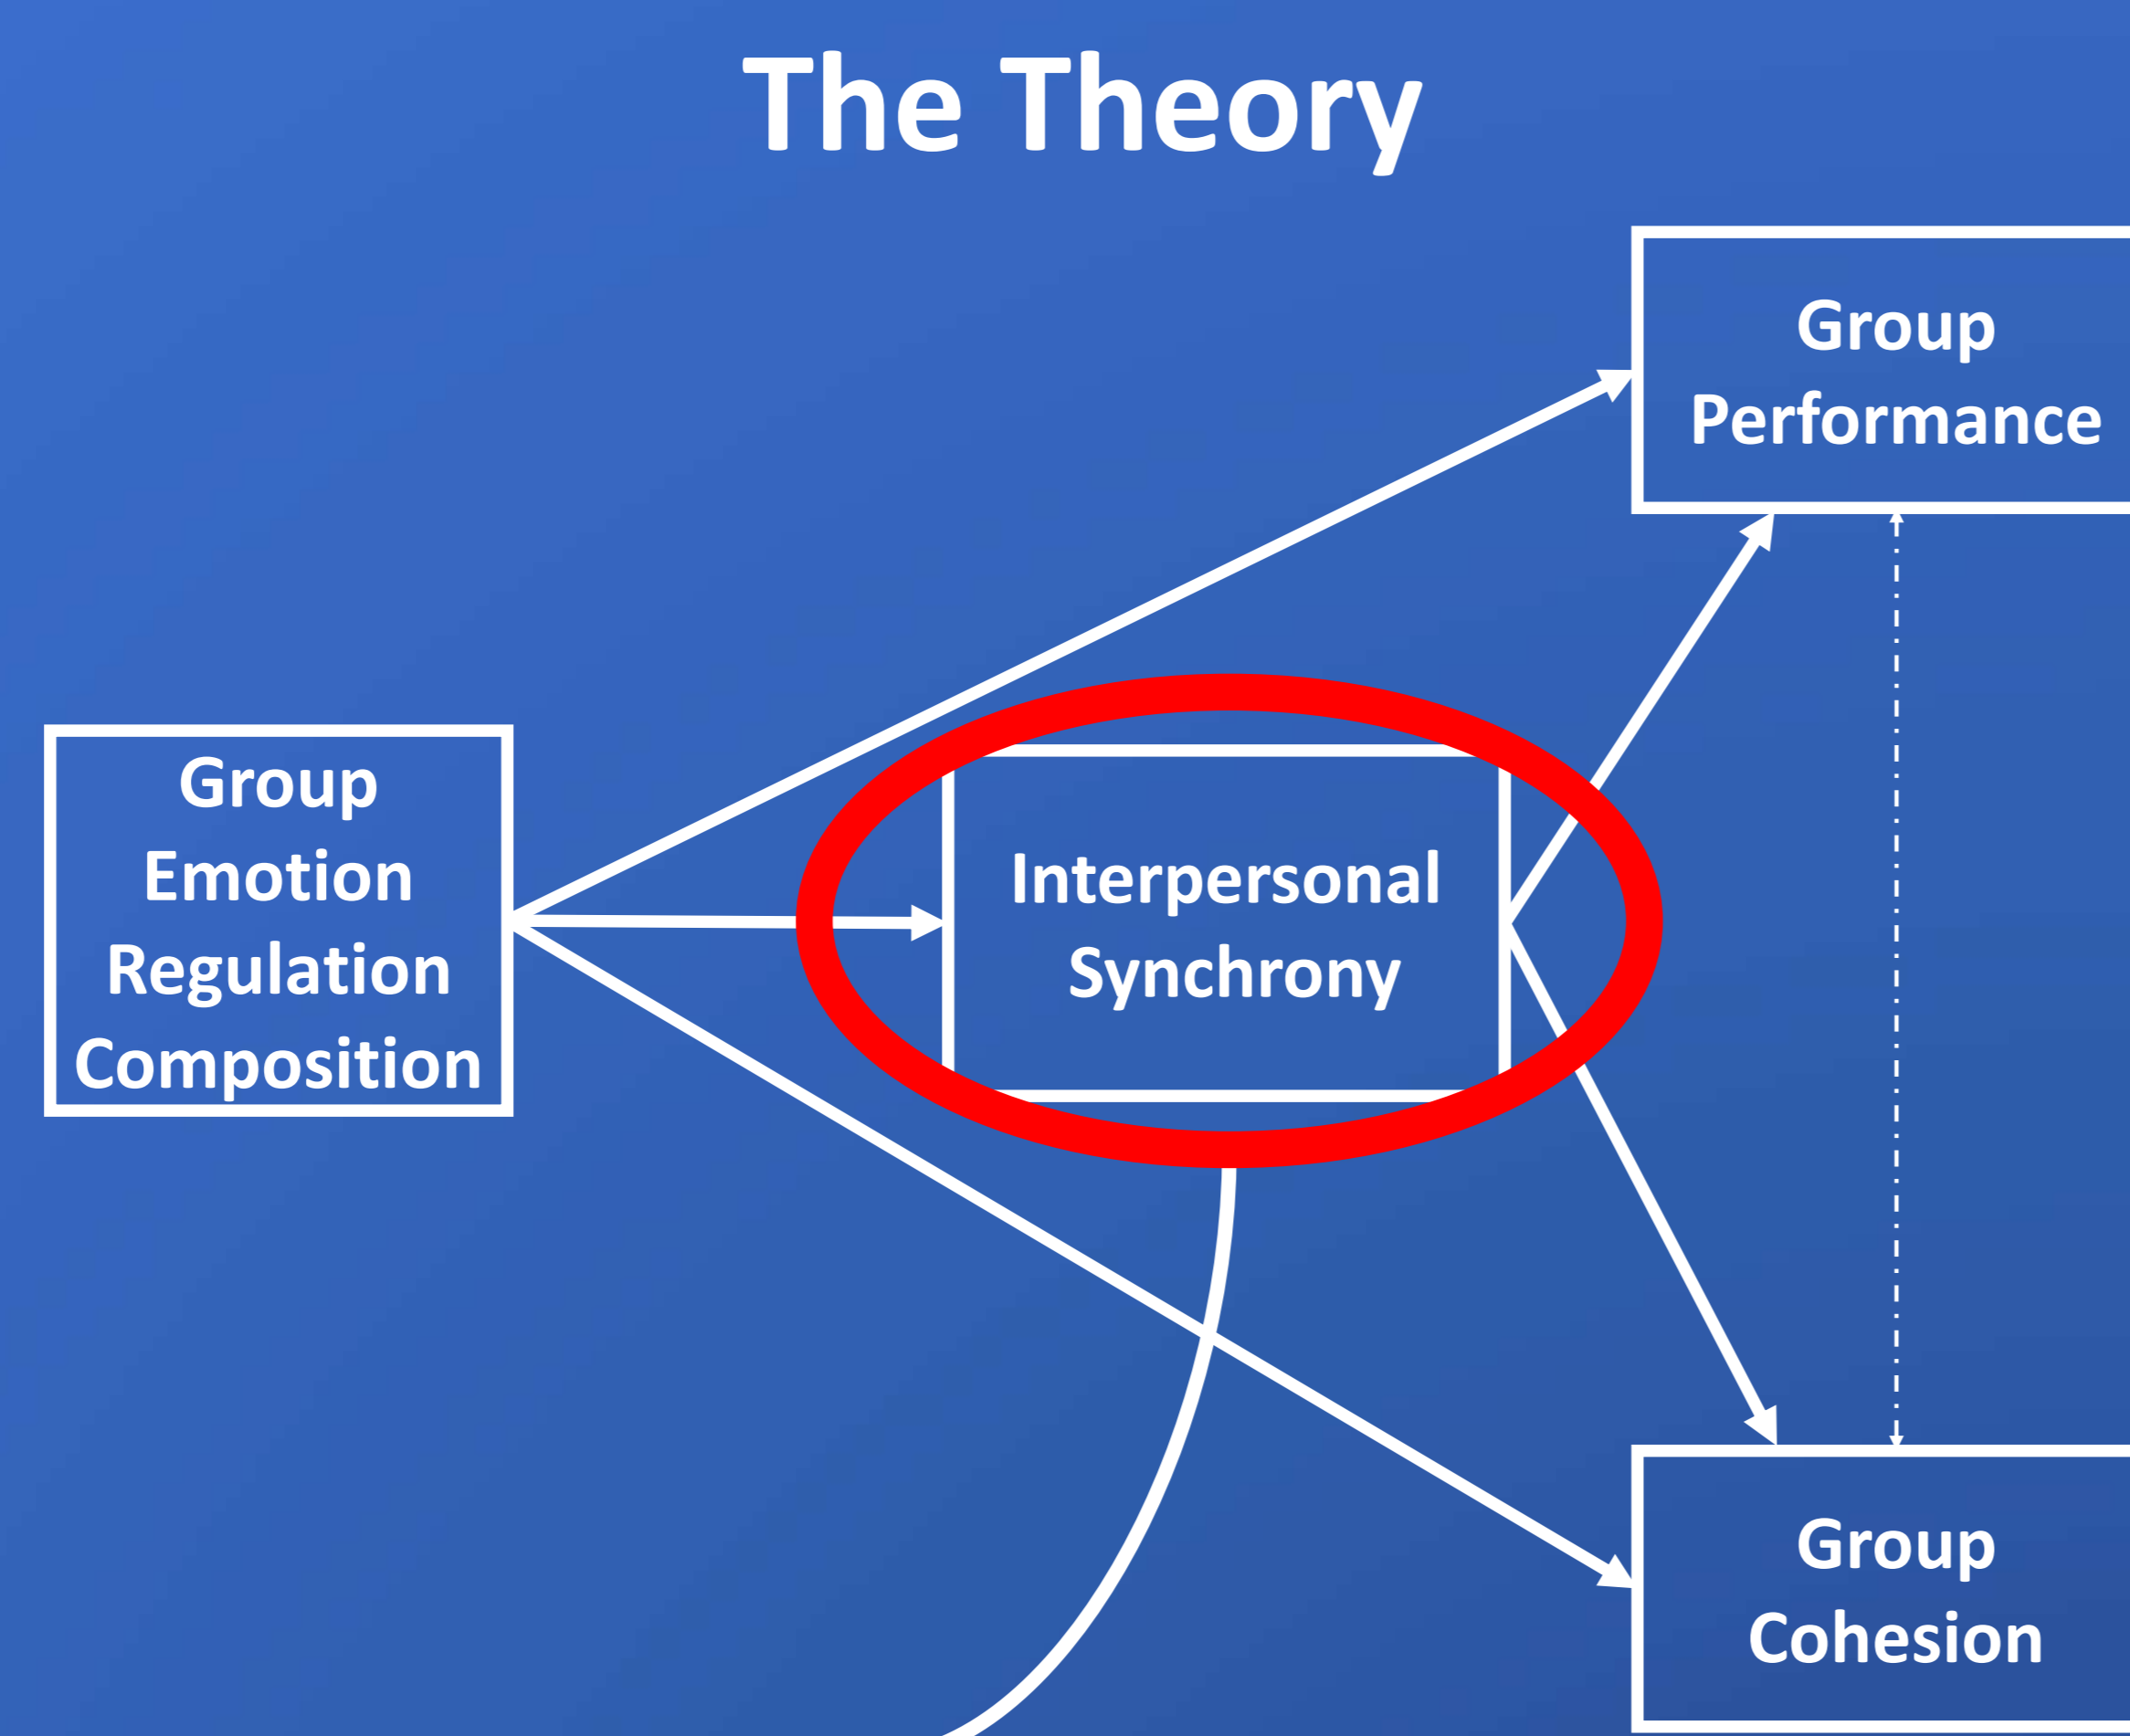 The Theory
Group
Performance
Group
Emotion
Regulation
Composition
Interpersonal
Synchrony
Group
Cohesion